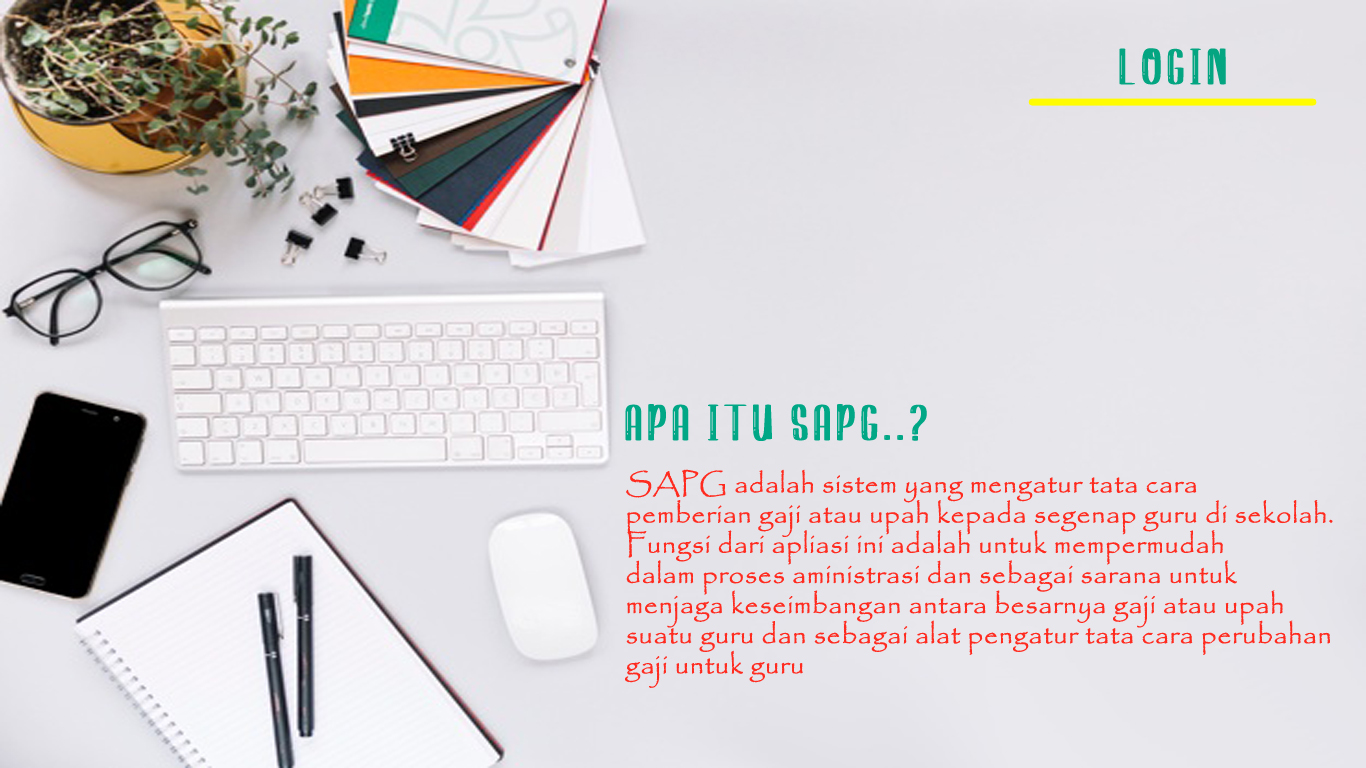 LOGIN
APA ITU SAPG..?
SAPG adalah sistem yang mengatur tata cara
pemberian gaji atau upah kepada segenap guru di sekolah.
Fungsi dari apliasi ini adalah untuk mempermudah
dalam proses aministrasi dan sebagai sarana untuk
menjaga keseimbangan antara besarnya gaji atau upah
suatu guru dan sebagai alat pengatur tata cara perubahan
gaji untuk guru